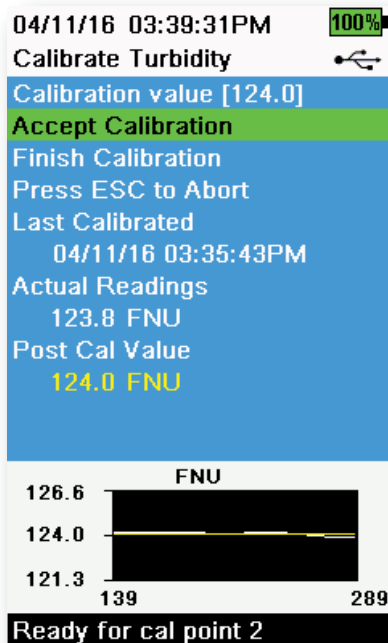 04/11/16 03:39:31PM 100%
Calibrate Turbidity
Calibration value [124.0]
Accept Calibration
Finish Calibration
Press ESC to Abort
Last Calibrated
04/11/16 03:35:43PM
Actual Readings
123.8 FNU
Post Cal Value
124.0 FNU
FNU
126.6
124.0
121.3
139 289
Ready for cal point 2